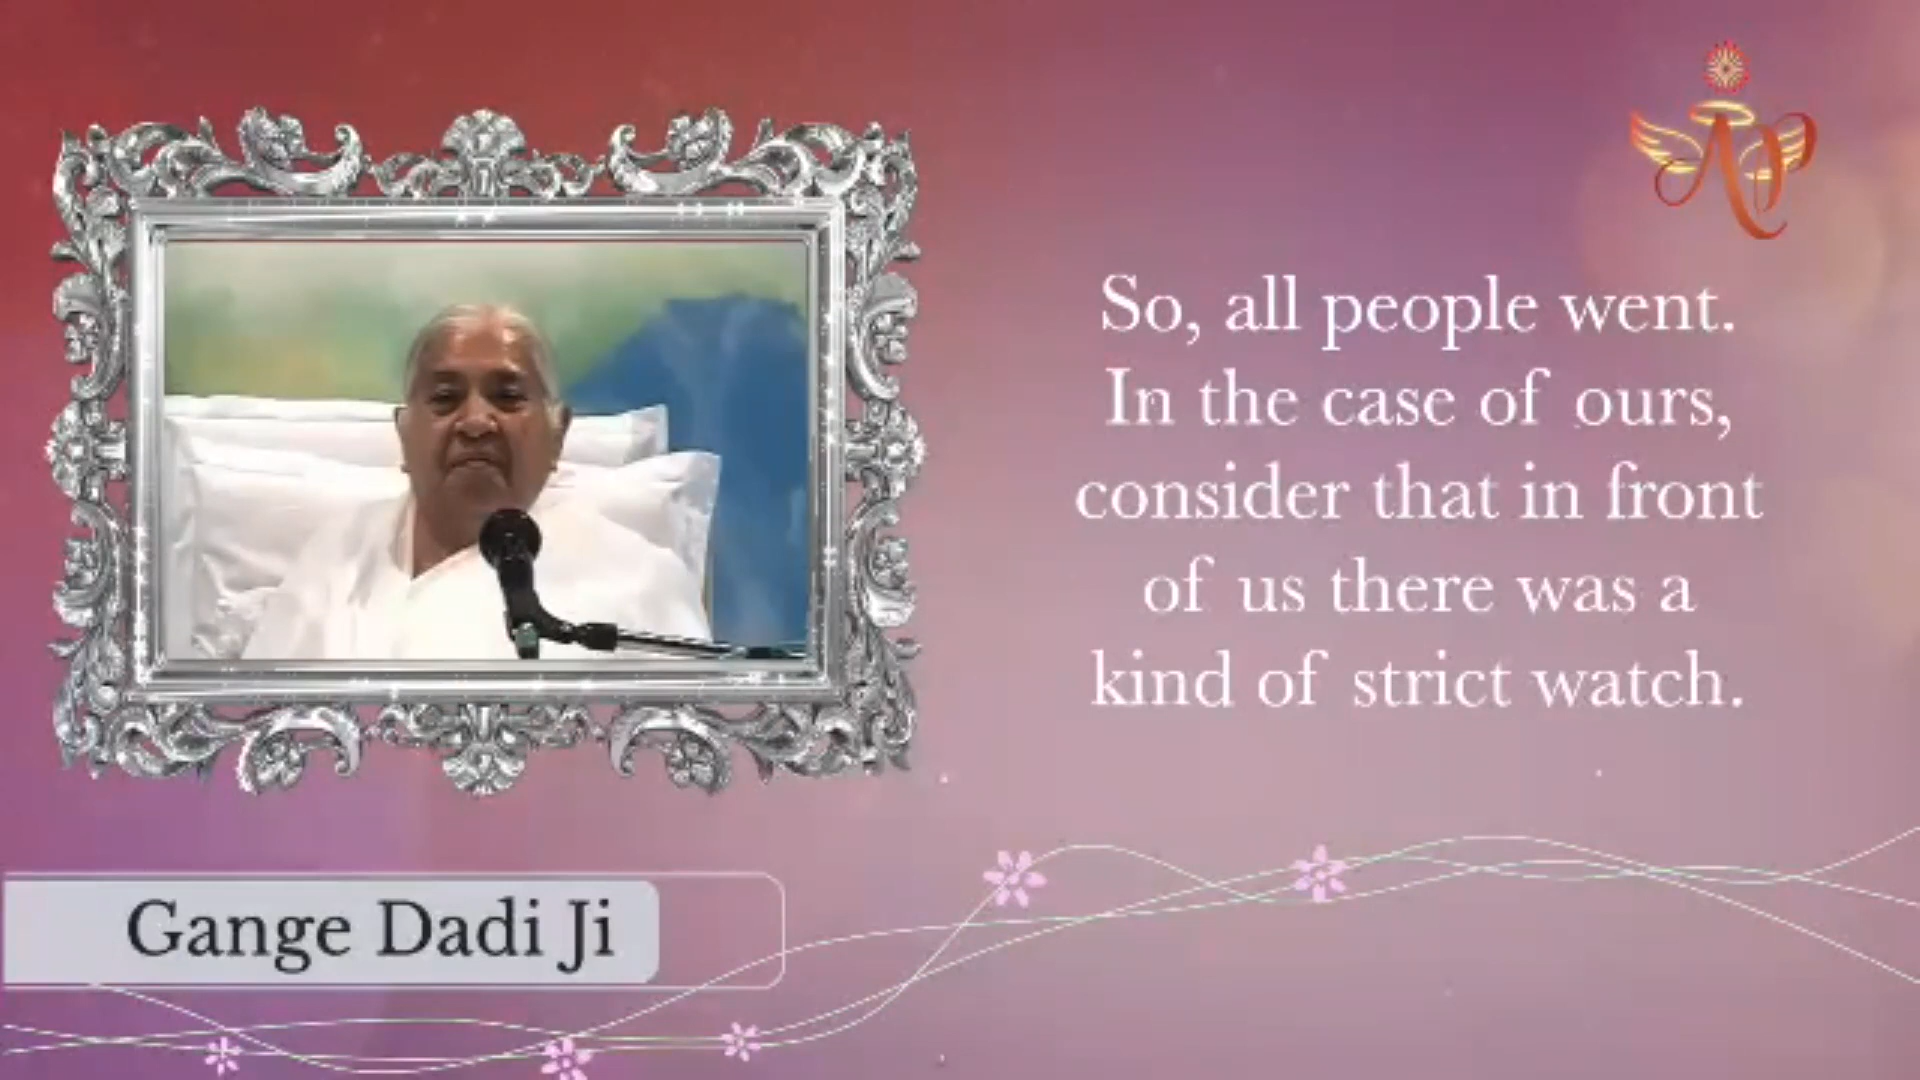 So, all people went.
In the case of ours,
consider that in front
of us there was a
kind of strict watch.
AP
Gange Dadi Ji